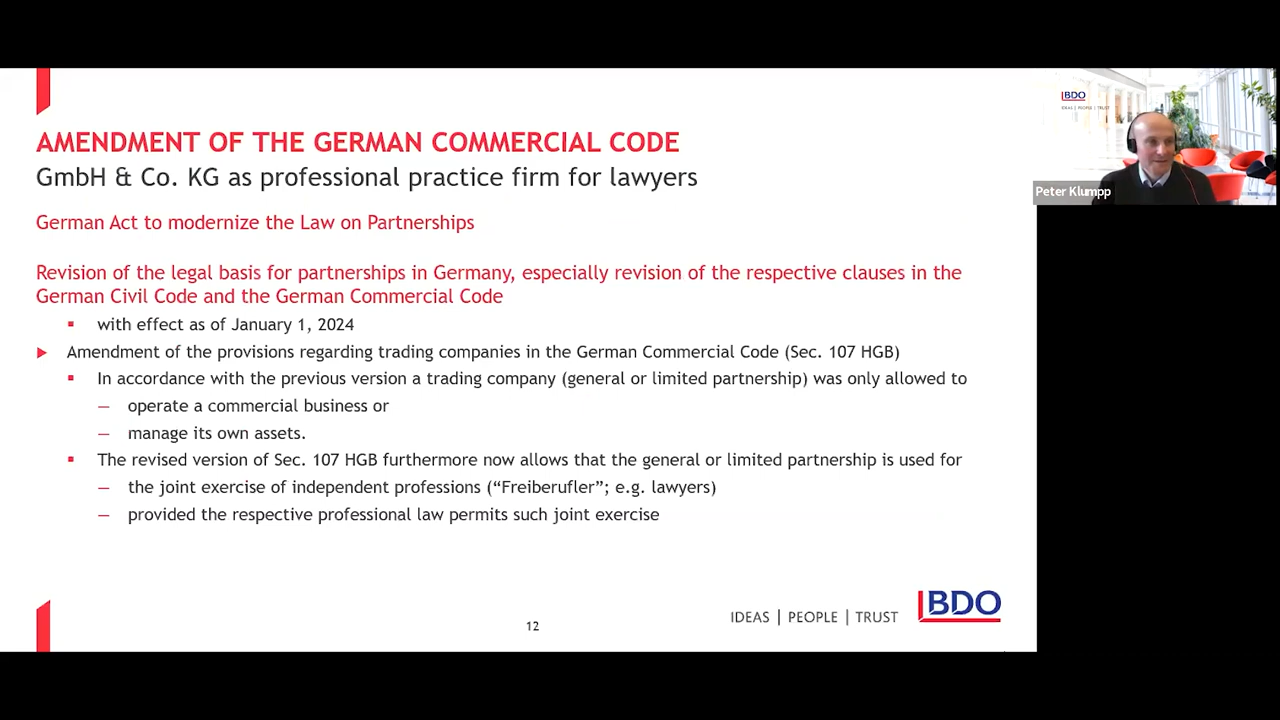 AMENDMENT OF THE GERMAN COMMERCIAL CODE
GmbH & Co. KG as professional practice firm for lawyers
German Act to modernize the Law on Partnerships
Revision of the legal basis for partnerships in Germany, especially revision of the respective clauses in the
German Civil Code and the German Commercial Code
with effect as of January 1, 2024
Amendment of the provisions regarding trading companies in the German Commercial Code (Sec. 107 HGB)
In accordance with the previous version a trading company (general or limited partnership) was only allowed to
— operate a commercial business or
— manage its own assets.
The revised version of Sec. 107 HGB furthermore now allows that the general or limited partnership is used for
— the joint exercise of independent professions (“Freiberufler”; e.g. lawyers)
— provided the respective professional law permits such joint exercise
12
IDEAS | PEOPLE | TRUST
BDO
BDO
IDEAS | PEOPLE | TRUST
Peter Klumpp